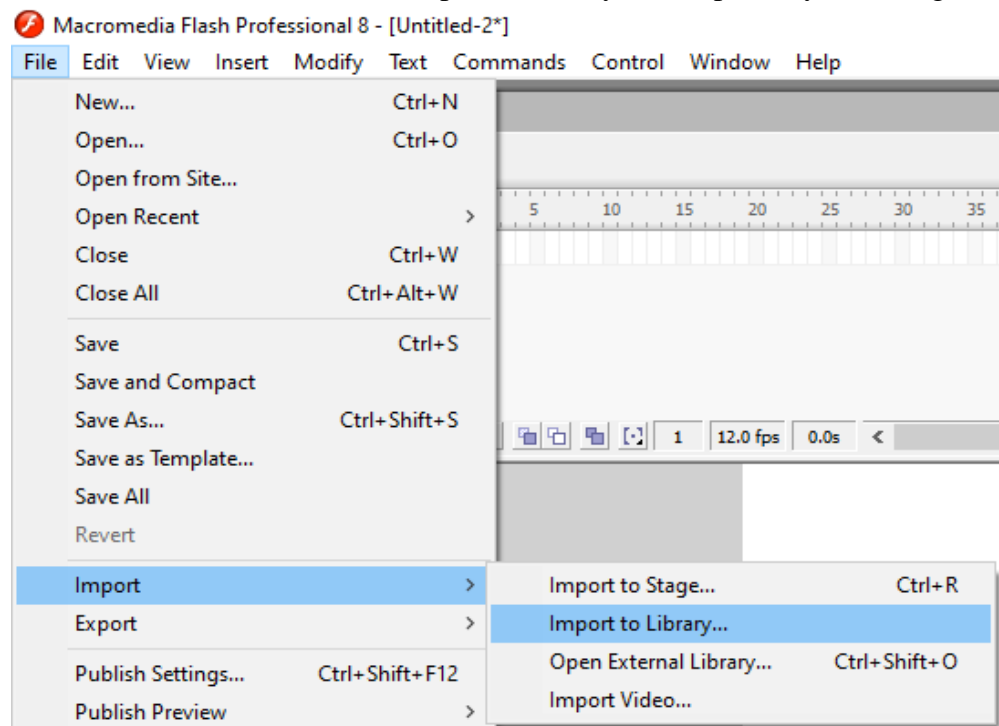 Macromedia Flash Professional 8 - [Untitled-2*]
File Edit View Insert Modify Text Commands Control Window Help
New... Ctrl+N
Open... Ctrl+O
Open from Site...
Open Recent >
5 10 15 20 25 30 35
Close Ctrl+W
Close All Ctrl+Alt+W
Save Ctrl+S
Save and Compact
Save As... Ctrl+Shift+S
1 12.0 fps 0.0s <
Save as Template...
Save All
Revert
Import >
Import to Stage... Ctrl+R
Export >
Import to Library...
Publish Settings... Ctrl+Shift+F12
Open External Library... Ctrl+Shift+O
Publish Preview >
Import Video...